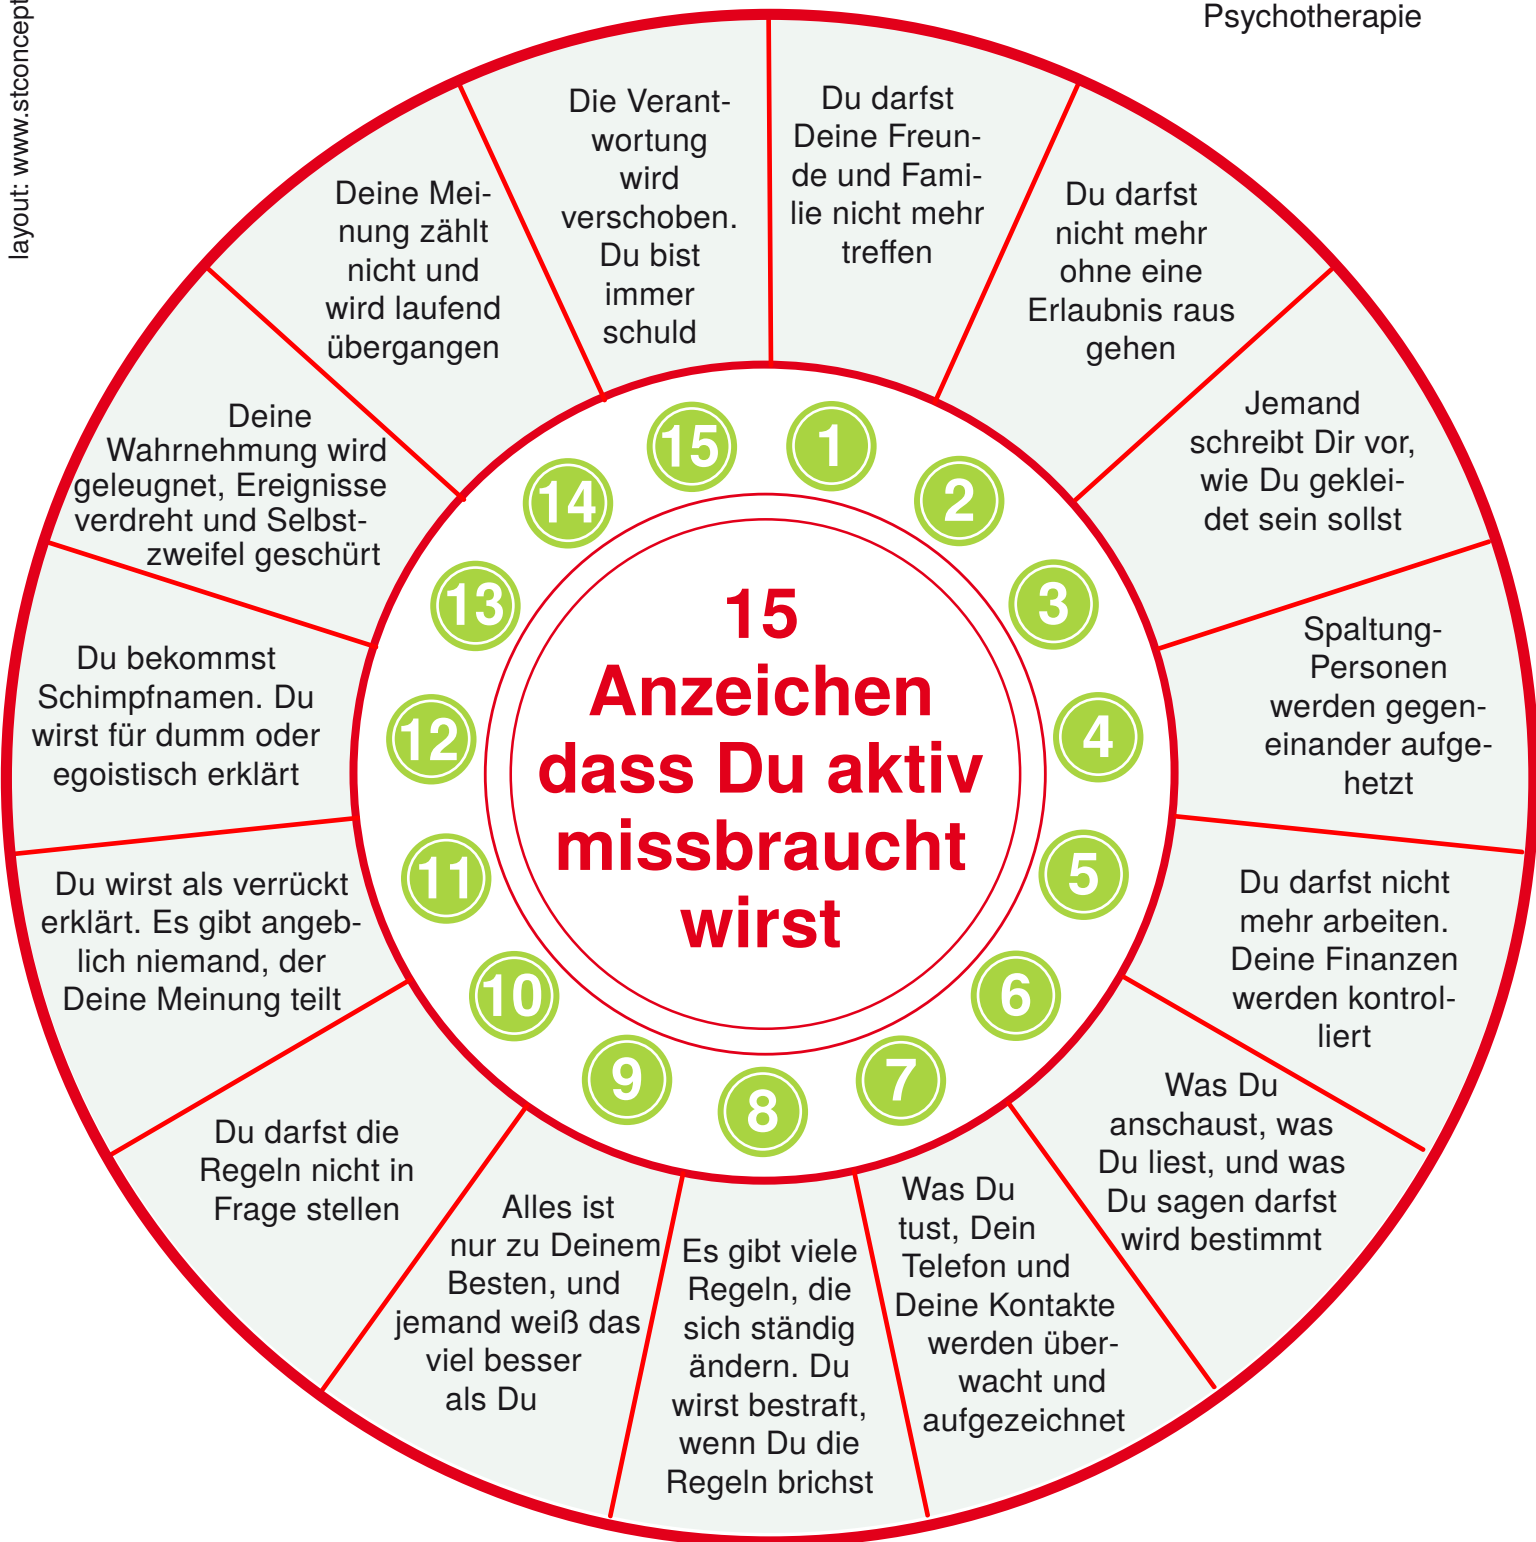 Psychotherapie
layout: www.stconcept
15
Anzeichen
dass Du aktiv
missbraucht
wirst
1
Du darfst
Deine Freun-
de und Fami-
lie nicht mehr
treffen
2
Du darfst
nicht mehr
ohne eine
Erlaubnis raus
gehen
3
Jemand
schreibt Dir vor,
wie Du geklei-
det sein sollst
4
Spaltung-
Personen
werden gegen-
einander aufge-
hetzt
5
Du darfst nicht
mehr arbeiten.
Deine Finanzen
werden kontrol-
liert
6
Was Du
anschaust, was
Du liest, und was
Du sagen darfst
wird bestimmt
7
Was Du
tust, Dein
Telefon und
Deine Kontakte
werden über-
wacht und
aufgezeichnet
8
Es gibt viele
Regeln, die
sich ständig
ändern. Du
wirst bestraft,
wenn Du die
Regeln brichst
9
Alles ist
nur zu Deinem
Besten, und
jemand weiß das
viel besser
als Du
10
Du darfst die
Regeln nicht in
Frage stellen
11
Du wirst als verrückt
erklärt. Es gibt angeb-
lich niemand, der
Deine Meinung teilt
12
Du bekommst
Schimpfnamen. Du
wirst für dumm oder
egoistisch erklärt
13
Deine
Wahrnehmung wird
geleugnet, Ereignisse
verdreht und Selbst-
zweifel geschürt
14
Deine Mei-
nung zählt
nicht und
wird laufend
übergangen
15
Die Verant-
wortung
wird
verschoben.
Du bist
immer
schuld